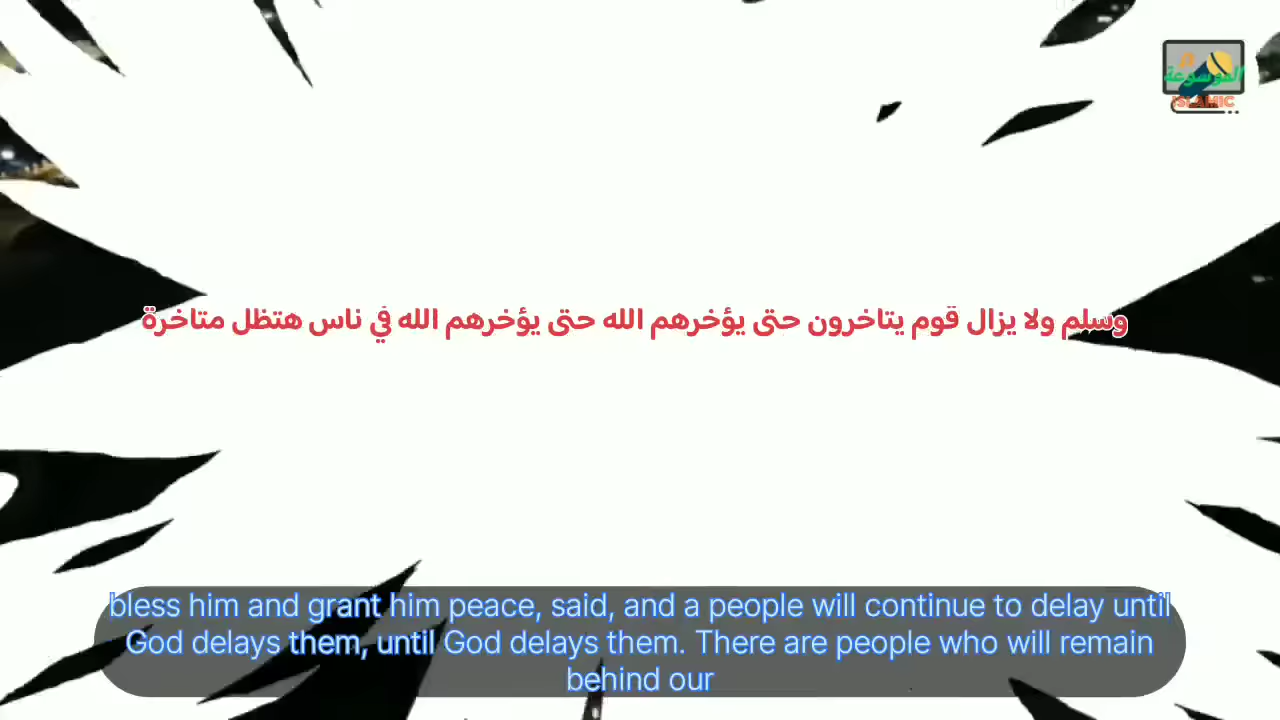 الموسوعة
ISLAMIC
وسلم ولا يزال قوم يتاخرون حتى يؤخرهم الله حتى يؤخرهم الله في ناس هتظل متاخرة
bless him and grant him peace, said, and a people will continue to delay until
God delays them, until God delays them. There are people who will remain
behind our